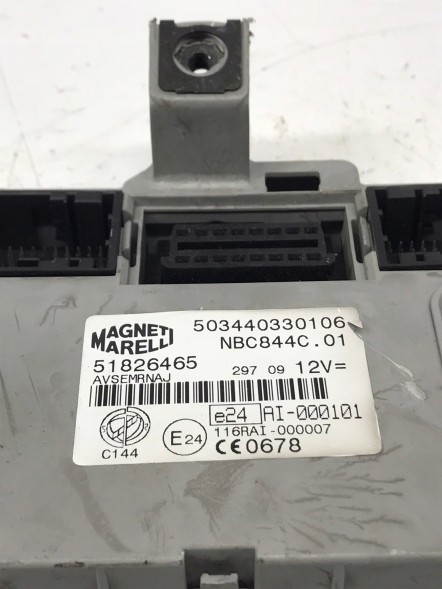 MAGNETI MARELLI
503440330106
NBC844C.01
51826465
297 09 12V=
AVSEMRNAJ
e24 AI-000101
116RAI-000007
E24
C144
CE0678